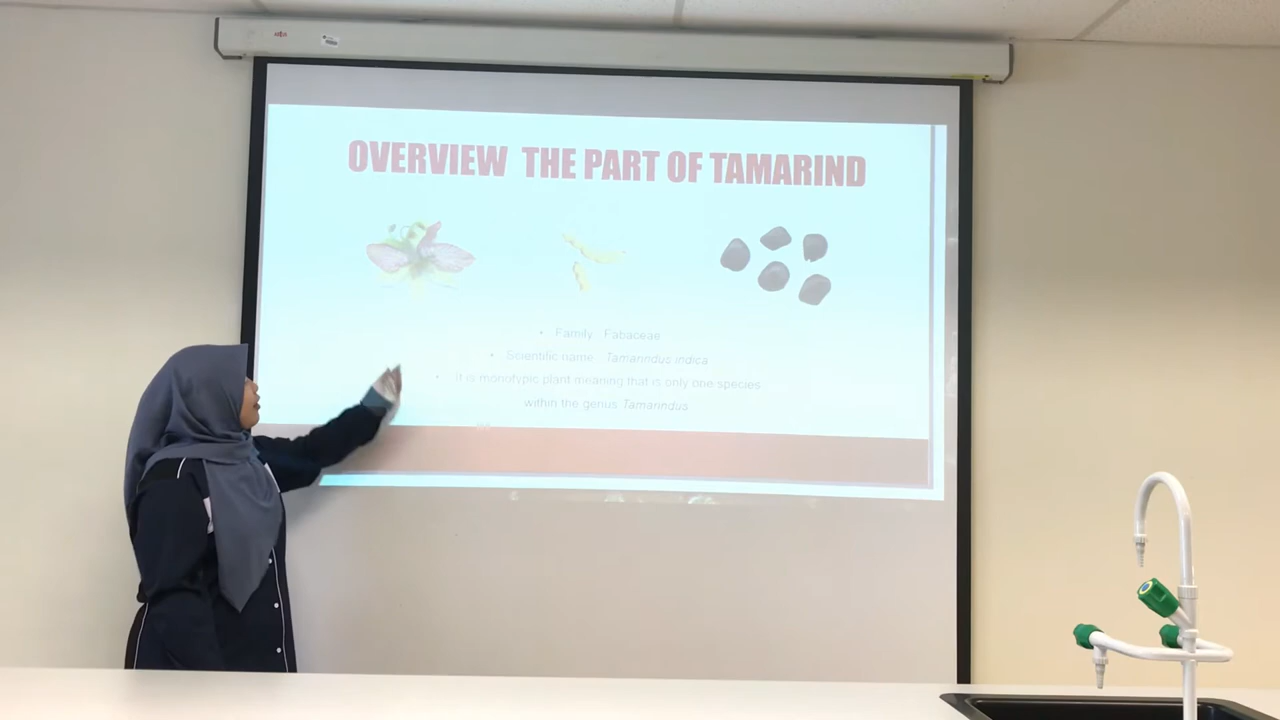 OVERVIEW THE PART OF TAMARIND
• Family : Fabaceae
• Scientific name : Tamarindus indica
• It is monotypic plant meaning that is only one species
within the genus Tamarindus